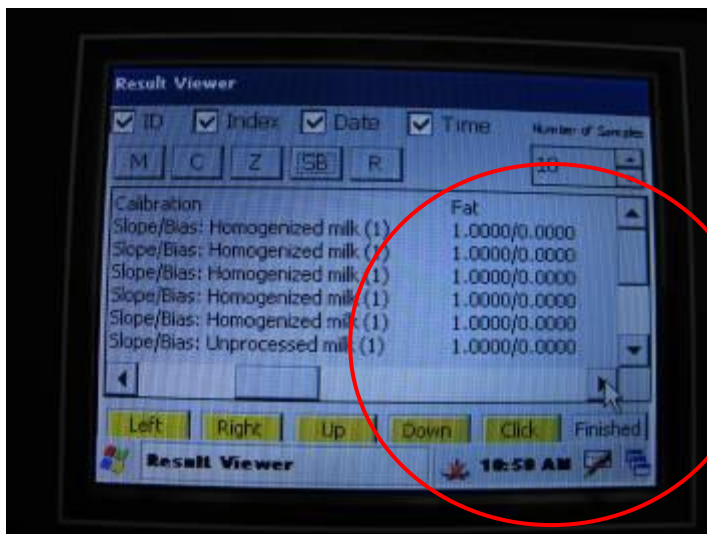 Result Viewer
ID Index Date Time Number of Samples
M C Z SB R 10
Calibration Fat
Slope/Bias: Homogenized milk (1) 1.0000/0.0000
Slope/Bias: Homogenized milk (1) 1.0000/0.0000
Slope/Bias: Homogenized milk (1) 1.0000/0.0000
Slope/Bias: Homogenized milk (1) 1.0000/0.0000
Slope/Bias: Homogenized milk (1) 1.0000/0.0000
Slope/Bias: Unprocessed milk (1) 1.0000/0.0000
Left Right Up Down Click Finished
Result Viewer 10:58 AM